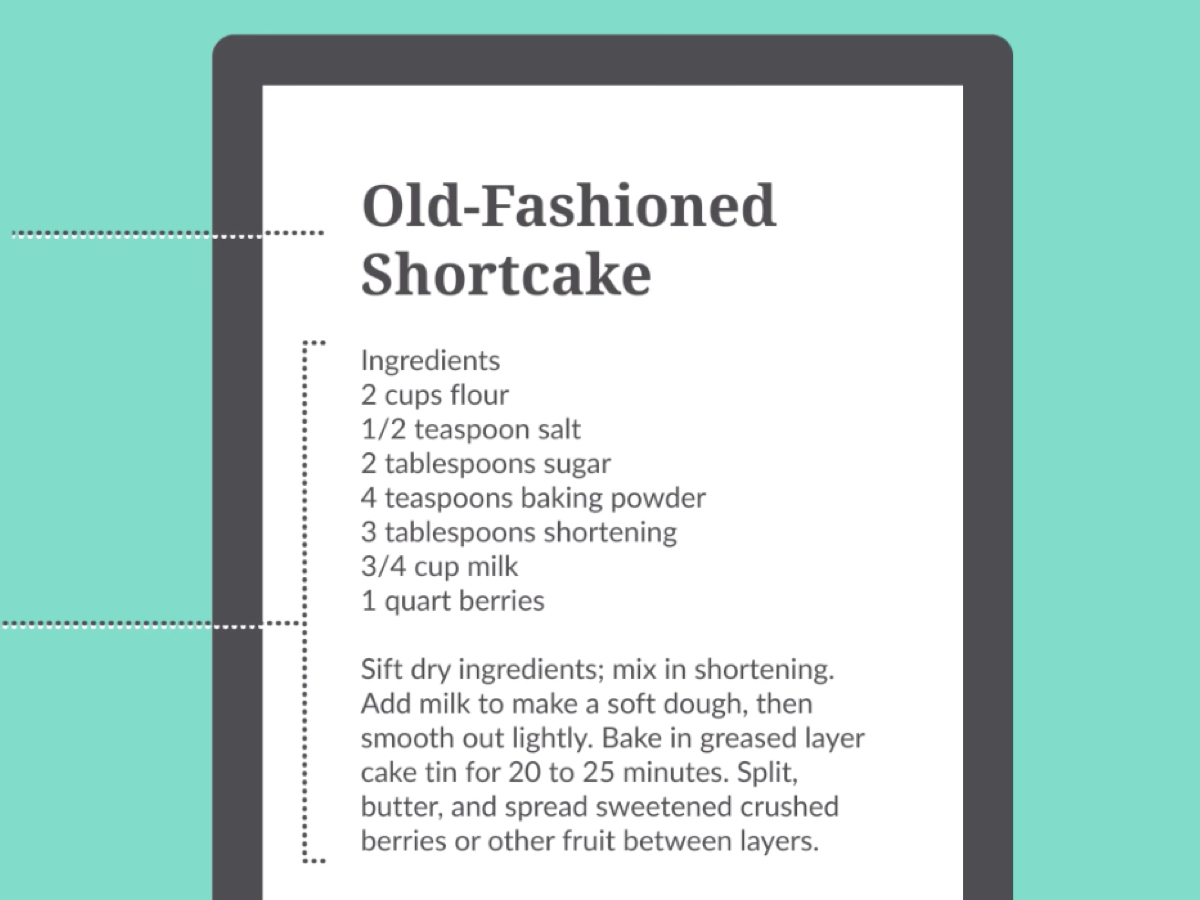 Old-Fashioned
Shortcake
Ingredients
2 cups flour
1/2 teaspoon salt
2 tablespoons sugar
4 teaspoons baking powder
3 tablespoons shortening
3/4 cup milk
1 quart berries
Sift dry ingredients; mix in shortening.
Add milk to make a soft dough, then
smooth out lightly. Bake in greased layer
cake tin for 20 to 25 minutes. Split,
butter, and spread sweetened crushed
berries or other fruit between layers.